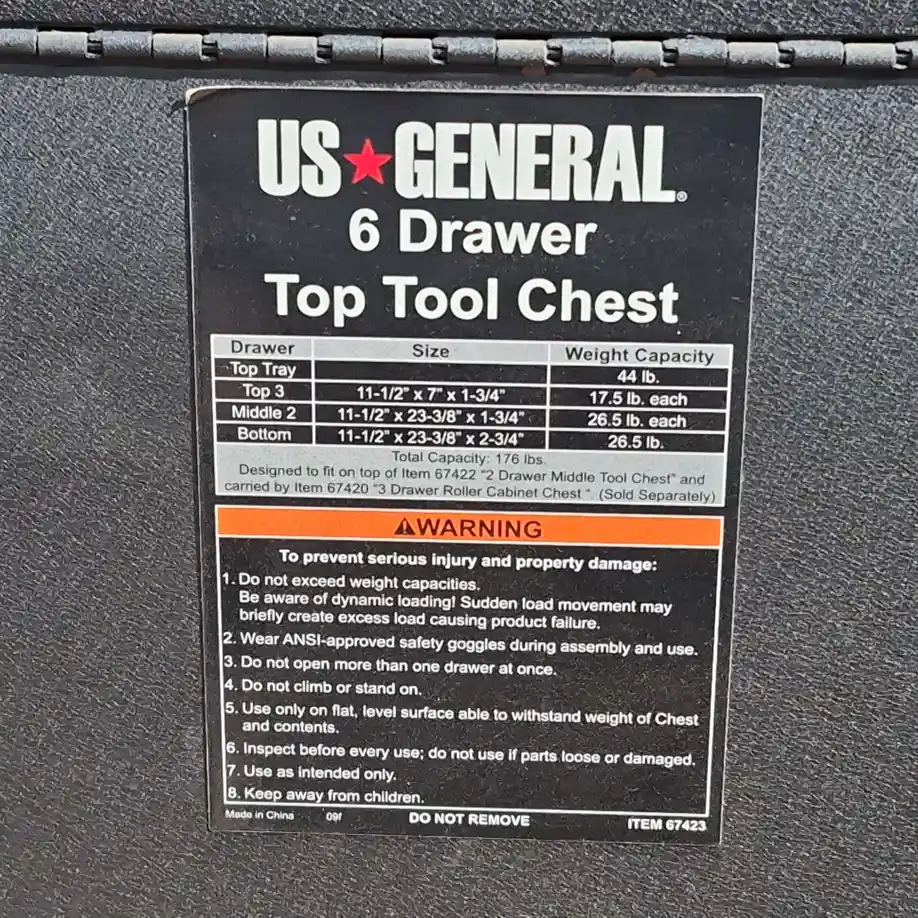 US★GENERAL®
6 Drawer
Top Tool Chest
Drawer Size Weight Capacity
Top Tray 44 lb.
Top 3 11-1/2" x 7" x 1-3/4" 17.5 lb. each
Middle 2 11-1/2" x 23-3/8" x 1-3/4" 26.5 lb. each
Bottom 11-1/2" x 23-3/8" x 2-3/4" 26.5 lb.
Total Capacity: 176 lbs.
Designed to fit on top of Item 67422 "2 Drawer Middle Tool Chest" and
carried by Item 67420 "3 Drawer Roller Cabinet Chest ". (Sold Separately)
⚠WARNING
To prevent serious injury and property damage:
1. Do not exceed weight capacities.
Be aware of dynamic loading! Sudden load movement may
briefly create excess load causing product failure.
2. Wear ANSI-approved safety goggles during assembly and use.
3. Do not open more than one drawer at once.
4. Do not climb or stand on.
5. Use only on flat, level surface able to withstand weight of Chest
and contents.
6. Inspect before every use; do not use if parts loose or damaged.
7. Use as intended only.
8. Keep away from children.
Made in China 09f DO NOT REMOVE ITEM 67423